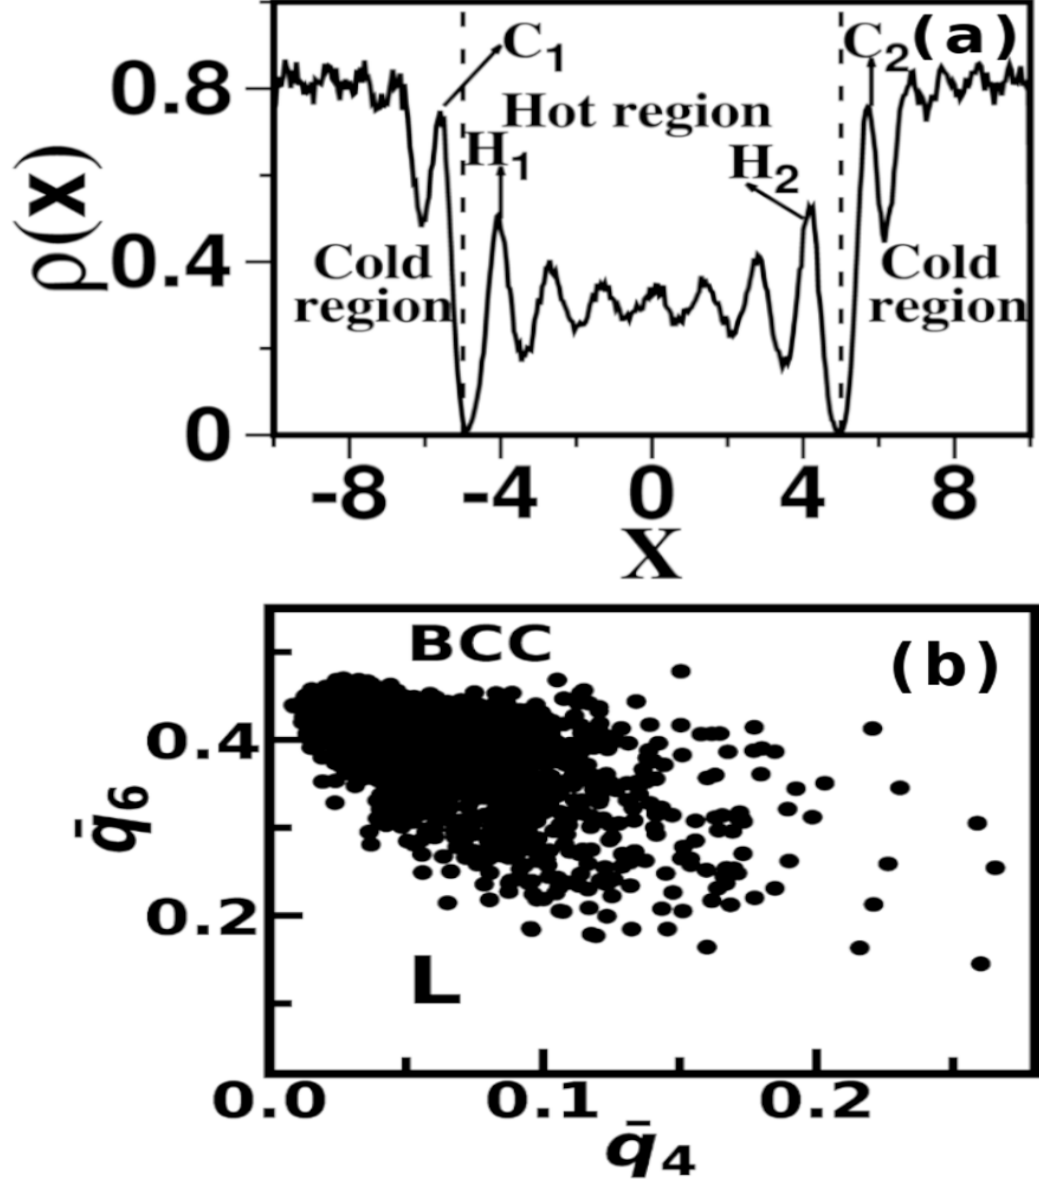 C₁
C₂
(a)
0.8
Hot region
H₁
H₂
ρ(x)
0.4
Cold
region
Cold
region
0
-8 -4 0 4 8
X
BCC
(b)
0.4
q̄₆
0.2
L
0.0 0.1 0.2
q̄₄